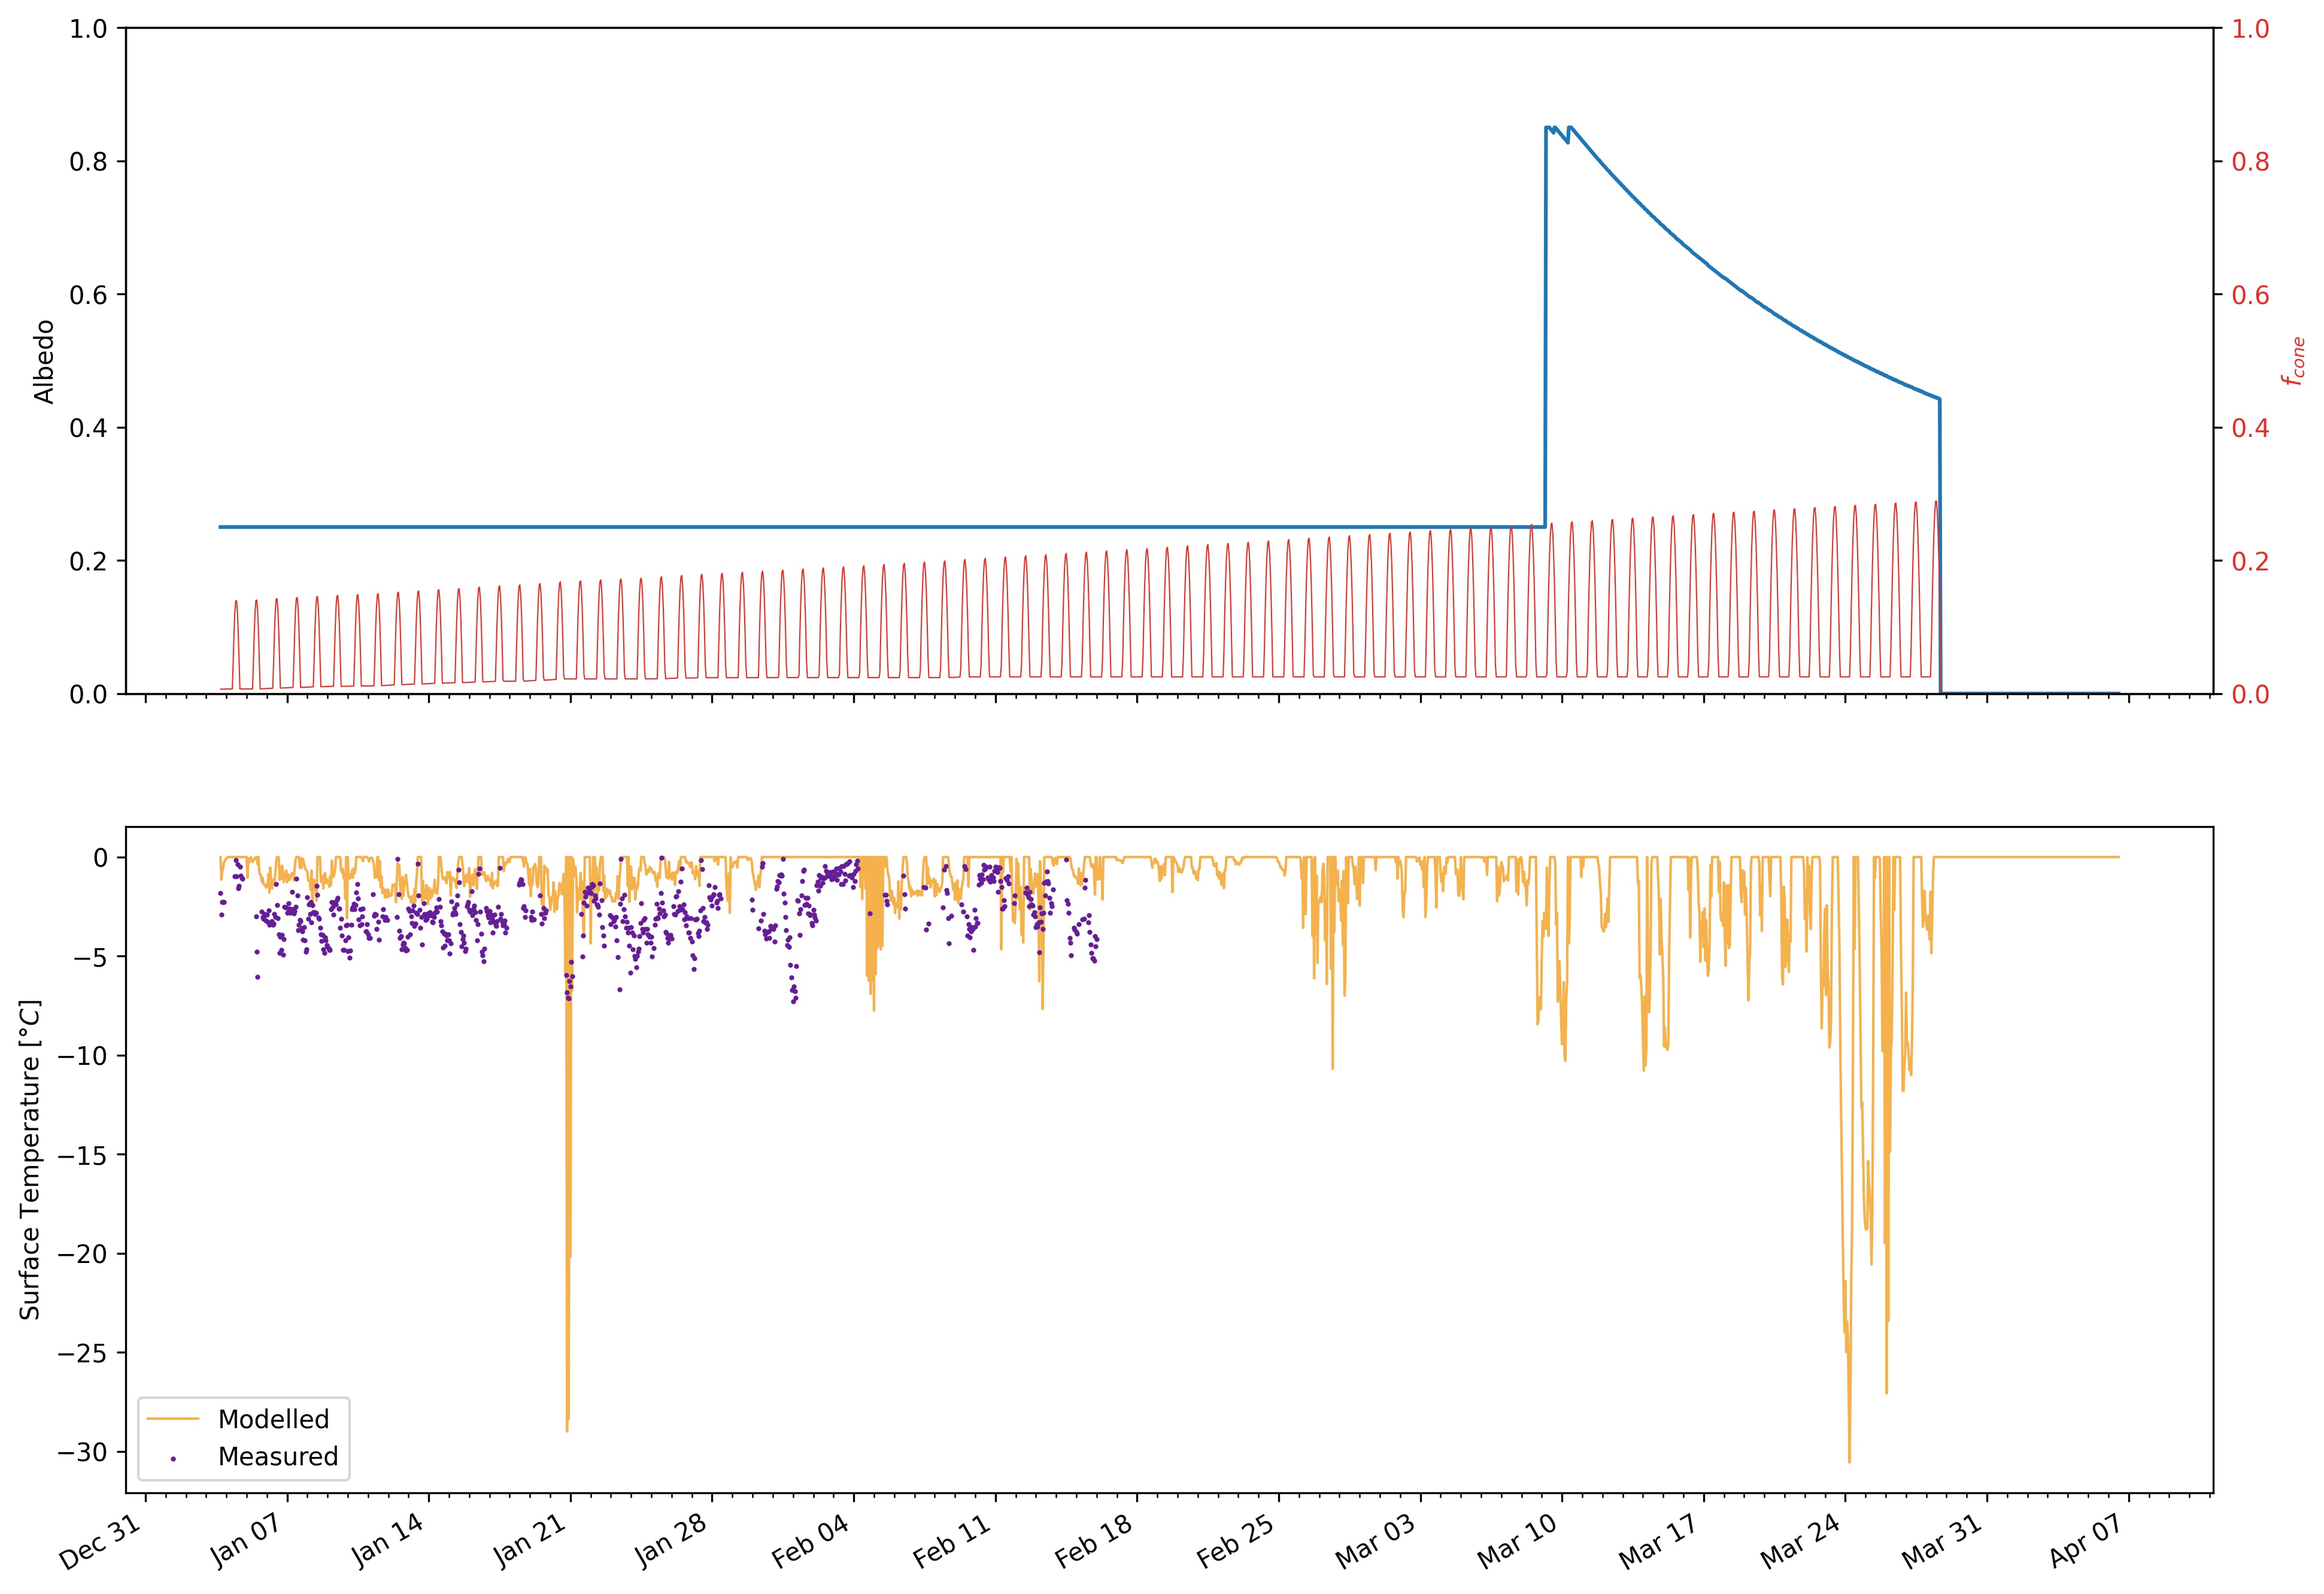 1.0
0.8
0.6
0.4
0.2
0.0
Albedo
1.0
0.8
0.6
0.4
0.2
0.0
fcone
0
−5
−10
−15
−20
−25
−30
Surface Temperature [°C]
Modelled
Measured
Dec 31
Jan 07
Jan 14
Jan 21
Jan 28
Feb 04
Feb 11
Feb 18
Feb 25
Mar 03
Mar 10
Mar 17
Mar 24
Mar 31
Apr 07